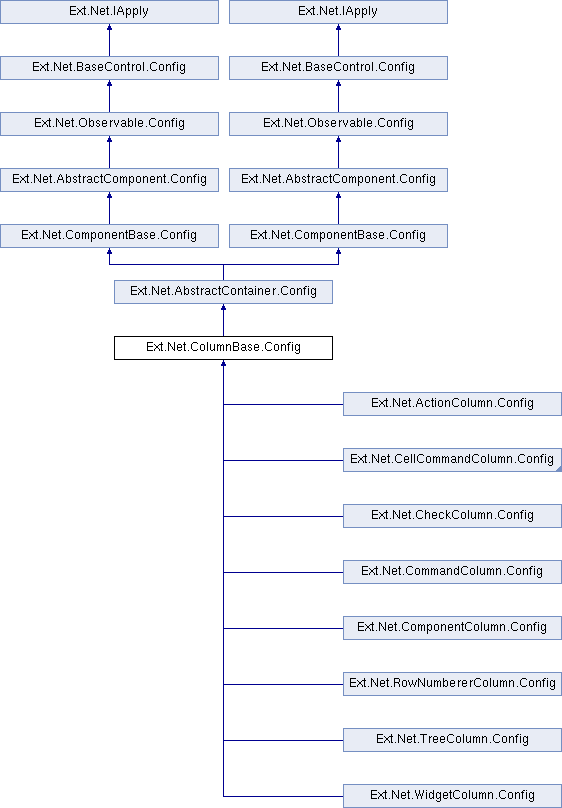 Ext.Net.IApply
Ext.Net.IApply
Ext.Net.BaseControl.Config
Ext.Net.BaseControl.Config
Ext.Net.Observable.Config
Ext.Net.Observable.Config
Ext.Net.AbstractComponent.Config
Ext.Net.AbstractComponent.Config
Ext.Net.ComponentBase.Config
Ext.Net.ComponentBase.Config
Ext.Net.AbstractContainer.Config
Ext.Net.ColumnBase.Config
Ext.Net.ActionColumn.Config
Ext.Net.CellCommandColumn.Config
Ext.Net.CheckColumn.Config
Ext.Net.CommandColumn.Config
Ext.Net.ComponentColumn.Config
Ext.Net.RowNumbererColumn.Config
Ext.Net.TreeColumn.Config
Ext.Net.WidgetColumn.Config